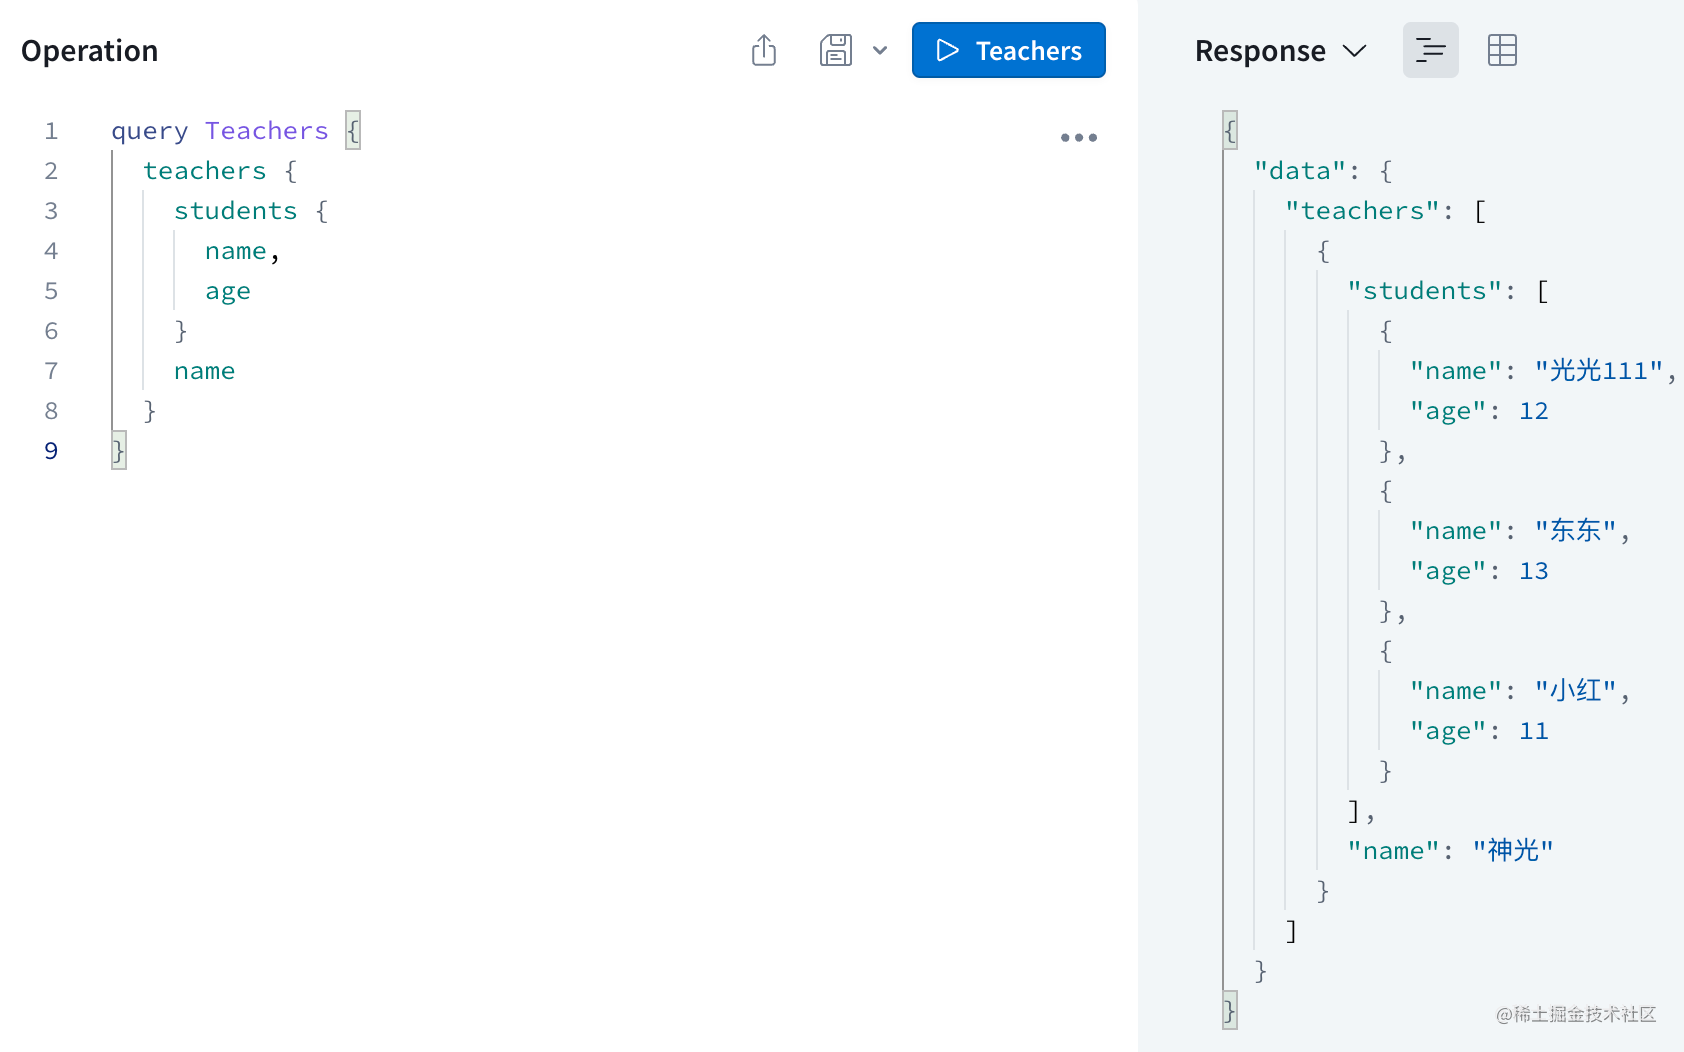 Operation
Teachers
1 query Teachers {
2 teachers {
3 students {
4 name,
5 age
6 }
7 name
8 }
9 }
Response
{
"data": {
"teachers": [
{
"students": [
{
"name": "光光111",
"age": 12
},
{
"name": "东东",
"age": 13
},
{
"name": "小红",
"age": 11
}
],
"name": "神光"
}
]
}
}
@稀土掘金技术社区